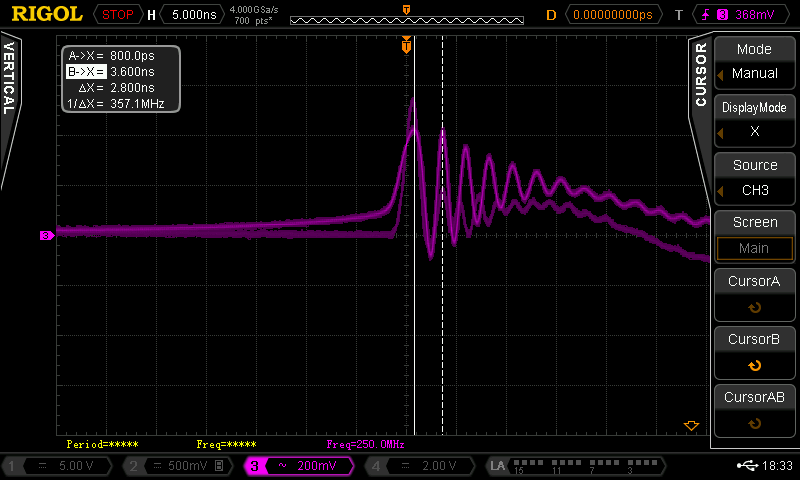 RIGOL STOP H 5.000ns 4.000GSa/s 700 pts* T D 0.00000000ps T 3 368mV
VERTICAL
A->X= 800.0ps
B->X= 3.600ns
ΔX= 2.800ns
1/ΔX= 357.1MHz
T
3
CURSOR
Mode
Manual
DisplayMode
X
Source
CH3
Screen
Main
CursorA
CursorB
CursorAB
Period=***** Freq=***** Freq=250.0MHz
1 5.00 V 2 500mV B 3 ~ 200mV 4 2.00 V LA 15 11 7 3 18:33